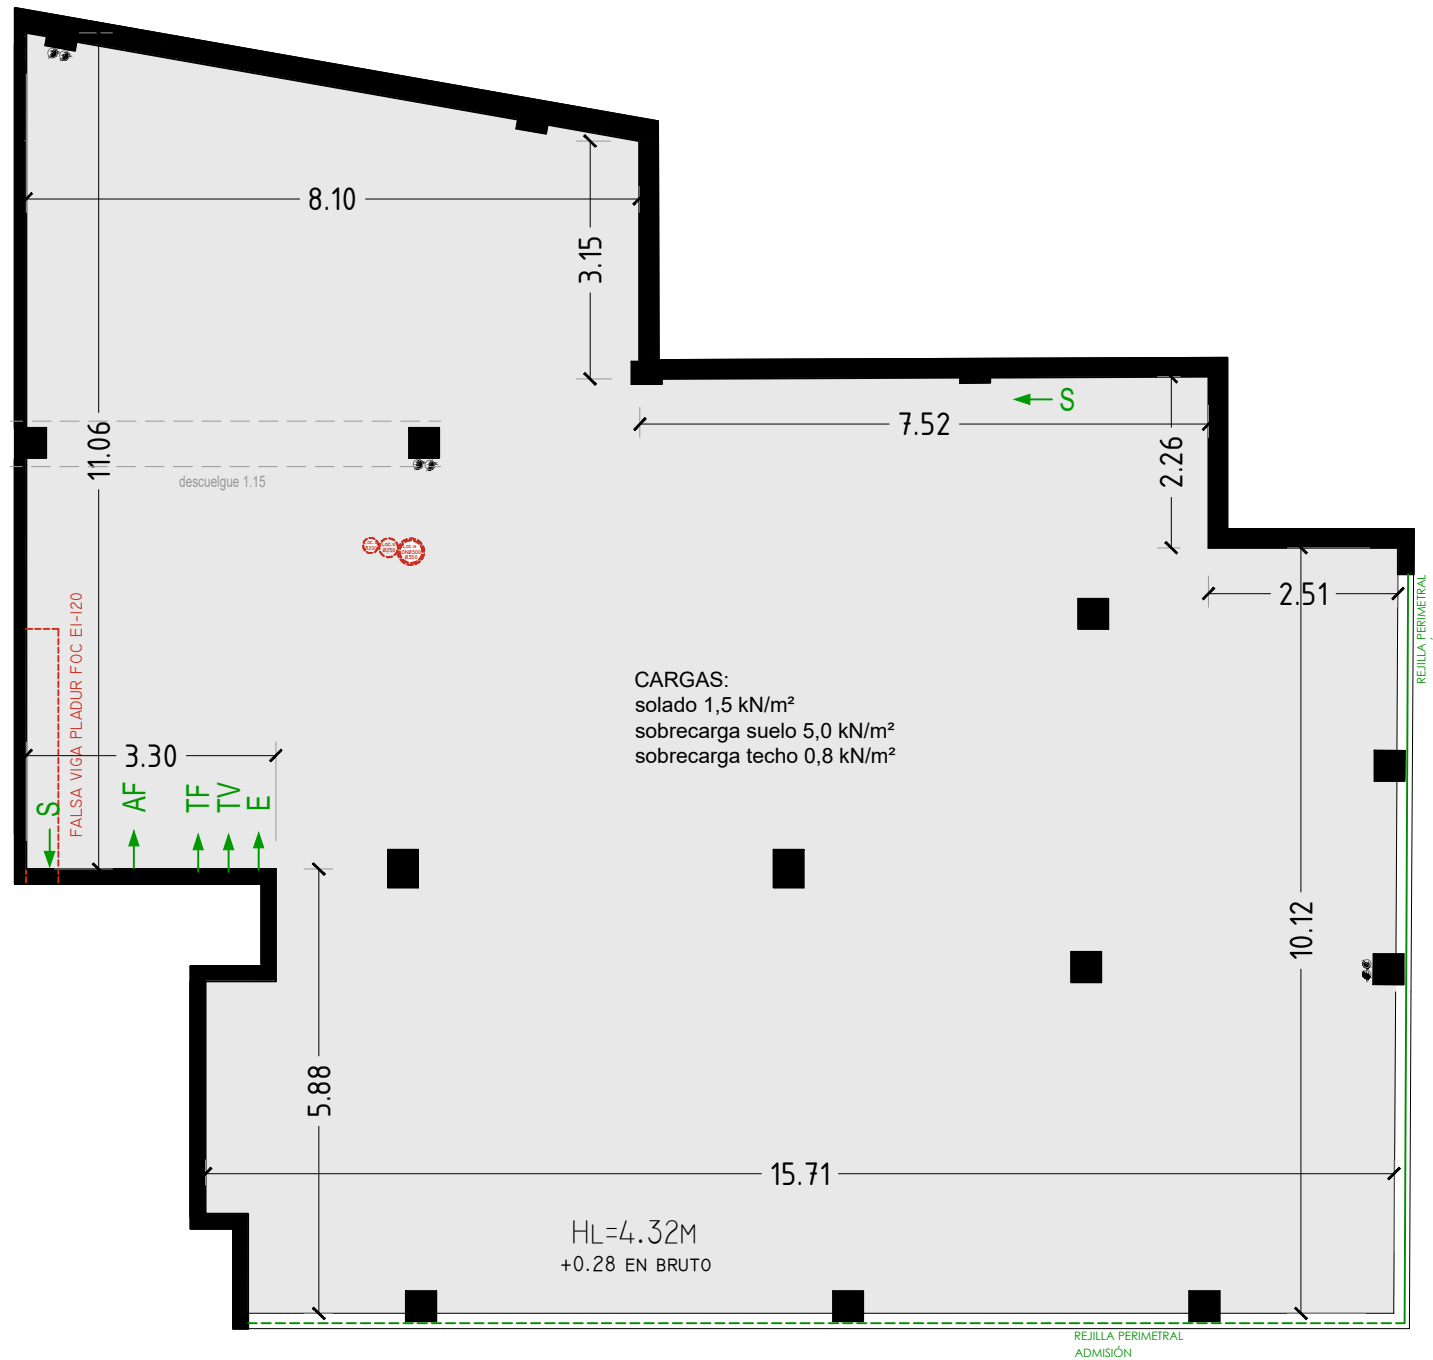 8.10
3.15
11.06
7.52
S
2.26
descuelgue 1.15
2.51
REJILLA PERIMETRAL
FALSA VIGA PLADUR FOC EI-120
CARGAS:
solado 1,5 kN/m²
sobrecarga suelo 5,0 kN/m²
sobrecarga techo 0,8 kN/m²
3.30
S
AF
TF
TV
E
10.12
5.88
15.71
HL=4.32M
+0.28 EN BRUTO
REJILLA PERIMETRAL
ADMISIÓN